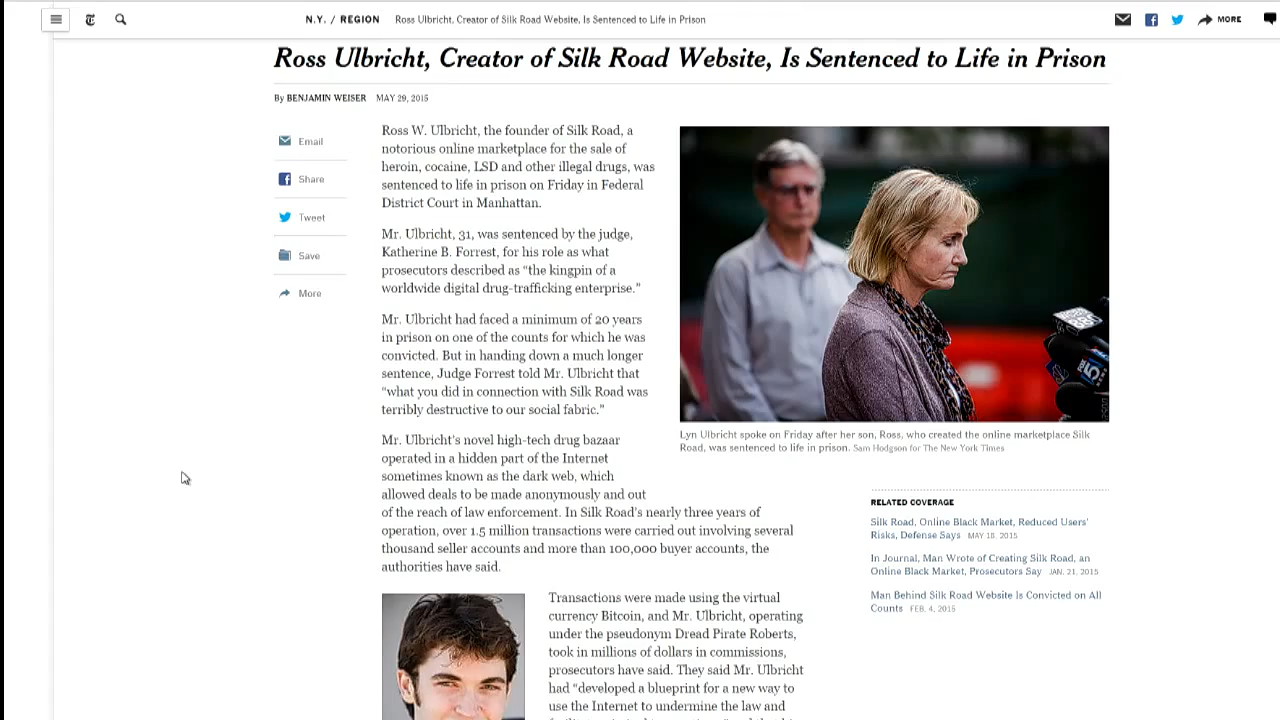 N.Y. / REGION Ross Ulbricht, Creator of Silk Road Website, Is Sentenced to Life in Prison
MORE
Ross Ulbricht, Creator of Silk Road Website, Is Sentenced to Life in Prison
By BENJAMIN WEISER MAY 29, 2015
Email
Share
Tweet
Save
More
Ross W. Ulbricht, the founder of Silk Road, a
notorious online marketplace for the sale of
heroin, cocaine, LSD and other illegal drugs, was
sentenced to life in prison on Friday in Federal
District Court in Manhattan.
Mr. Ulbricht, 31, was sentenced by the judge,
Katherine B. Forrest, for his role as what
prosecutors described as “the kingpin of a
worldwide digital drug-trafficking enterprise.”
Mr. Ulbricht had faced a minimum of 20 years
in prison on one of the counts for which he was
convicted. But in handing down a much longer
sentence, Judge Forrest told Mr. Ulbricht that
“what you did in connection with Silk Road was
terribly destructive to our social fabric.”
Mr. Ulbricht’s novel high-tech drug bazaar
operated in a hidden part of the Internet
sometimes known as the dark web, which
allowed deals to be made anonymously and out
of the reach of law enforcement. In Silk Road’s nearly three years of
operation, over 1.5 million transactions were carried out involving several
thousand seller accounts and more than 100,000 buyer accounts, the
authorities have said.
Transactions were made using the virtual
currency Bitcoin, and Mr. Ulbricht, operating
under the pseudonym Dread Pirate Roberts,
took in millions of dollars in commissions,
prosecutors have said. They said Mr. Ulbricht
had “developed a blueprint for a new way to
use the Internet to undermine the law and
5
Lyn Ulbricht spoke on Friday after her son, Ross, who created the online marketplace Silk
Road, was sentenced to life in prison. Sam Hodgson for The New York Times
RELATED COVERAGE
Silk Road, Online Black Market, Reduced Users’
Risks, Defense Says MAY 18, 2015
In Journal, Man Wrote of Creating Silk Road, an
Online Black Market, Prosecutors Say JAN. 21, 2015
Man Behind Silk Road Website Is Convicted on All
Counts FEB. 4, 2015